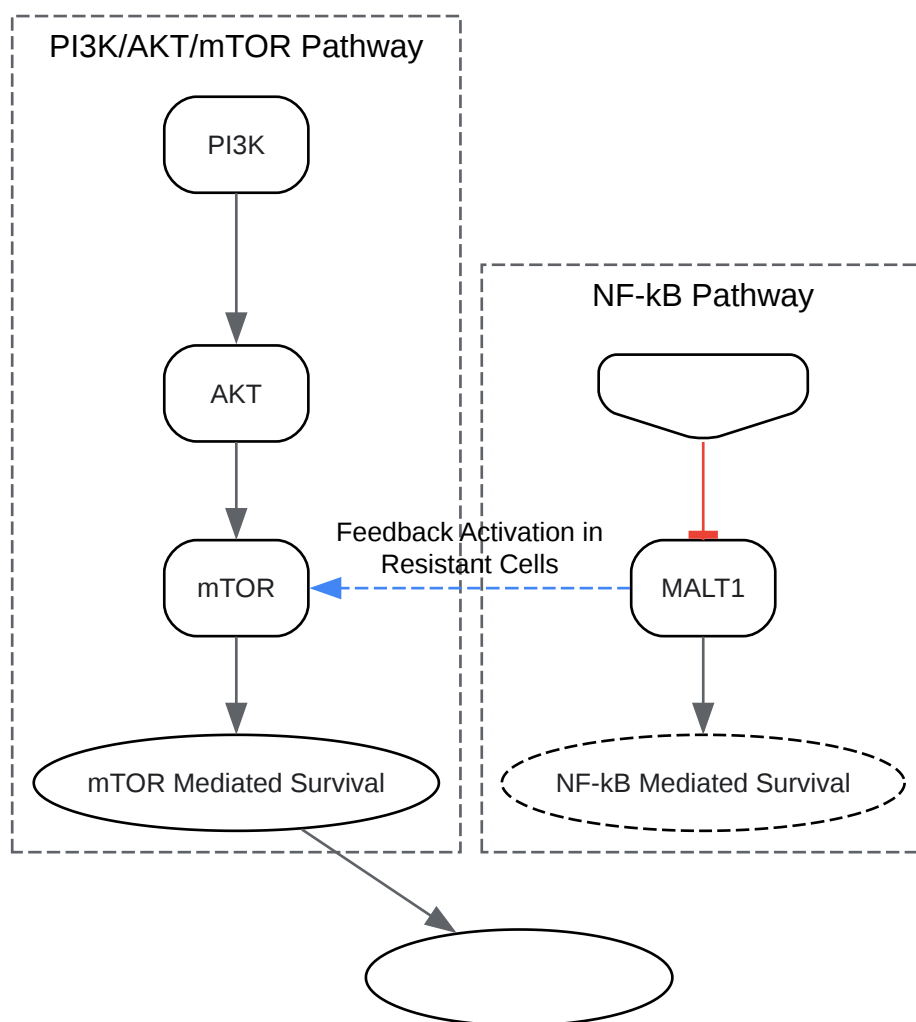 PI3K/AKT/mTOR Pathway
PI3K
NF-kB Pathway
AKT
Feedback Activation in
Resistant Cells
mTOR
MALT1
mTOR Mediated Survival
NF-kB Mediated Survival